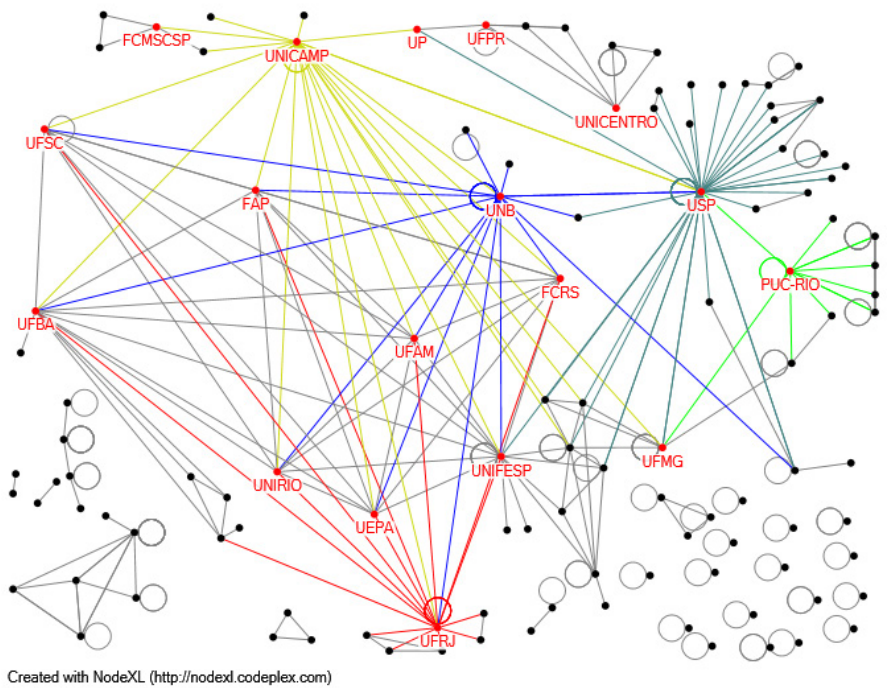 FCMSCSP
UNICAMP
UP
UFPR
UNICENTRO
UFSC
FAP
UNB
USP
PUC-RIO
FCRS
UFBA
UFAM
UNIRIO
UNIFESP
UFMG
UEPA
UFRJ
Created with NodeXL (http://nodexl.codeplex.com)